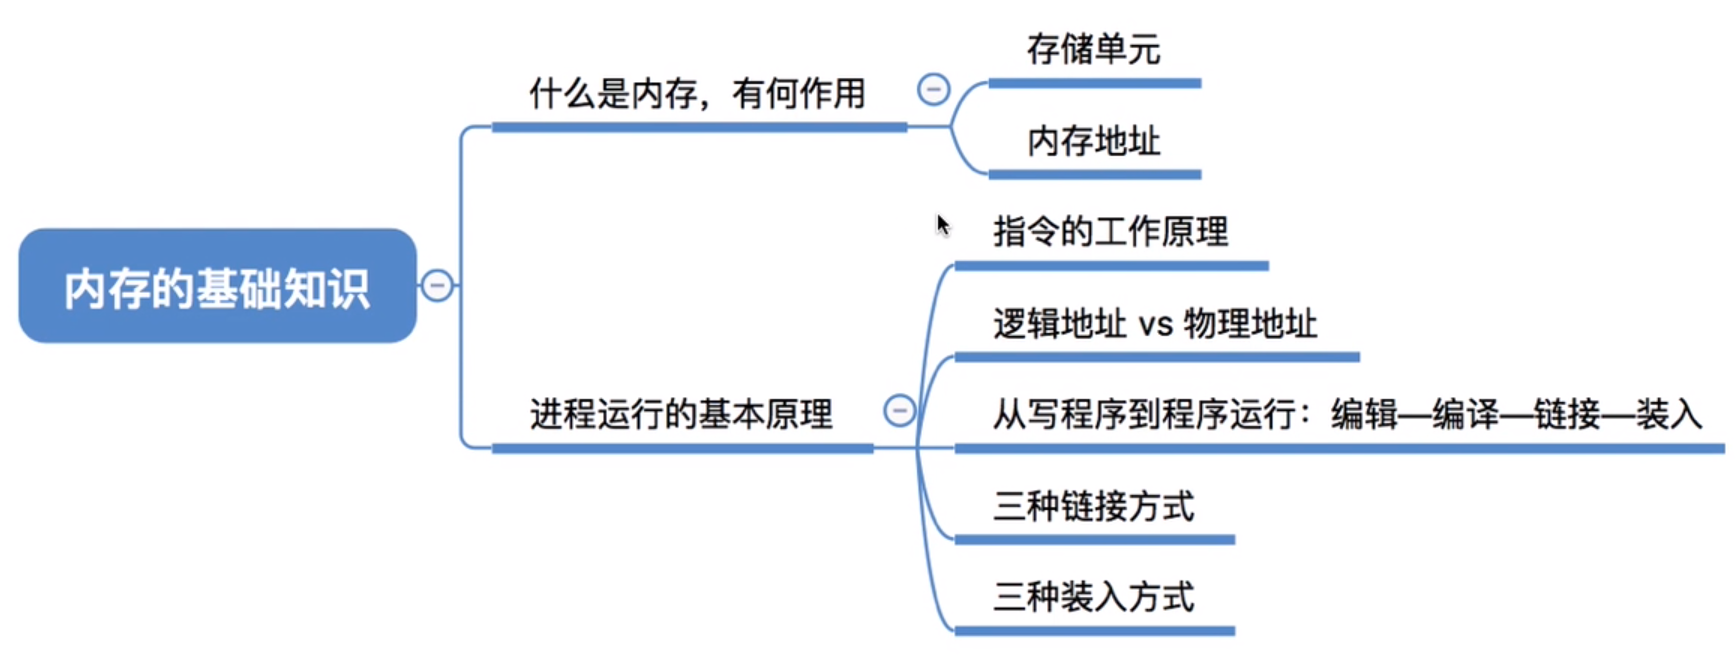 内存的基础知识
什么是内存，有何作用
存储单元
内存地址
进程运行的基本原理
指令的工作原理
逻辑地址 vs 物理地址
从写程序到程序运行：编辑—编译—链接—装入
三种链接方式
三种装入方式